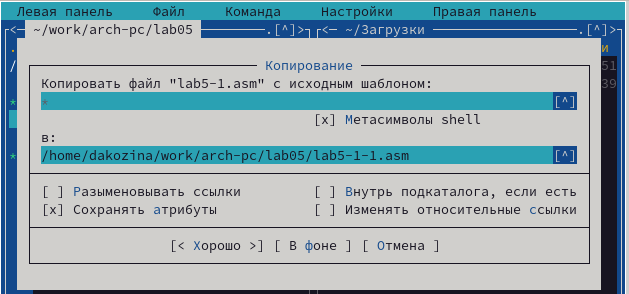 Левая панель Файл Команда Настройки Правая панель
<─ ~/work/arch-pc/lab05 .[^]> <─ ~/Загрузки .[^]>
. и
/ 51
39
Копирование
Копировать файл "lab5-1.asm" с исходным шаблоном:
* [^]
[x] Метасимволы shell
в:
/home/dakozina/work/arch-pc/lab05/lab5-1-1.asm [^]
[ ] Разыменовывать ссылки [ ] Внутрь подкаталога, если есть
[x] Сохранять атрибуты [ ] Изменять относительные ссылки
[< Хорошо >] [ В фоне ] [ Отмена ]